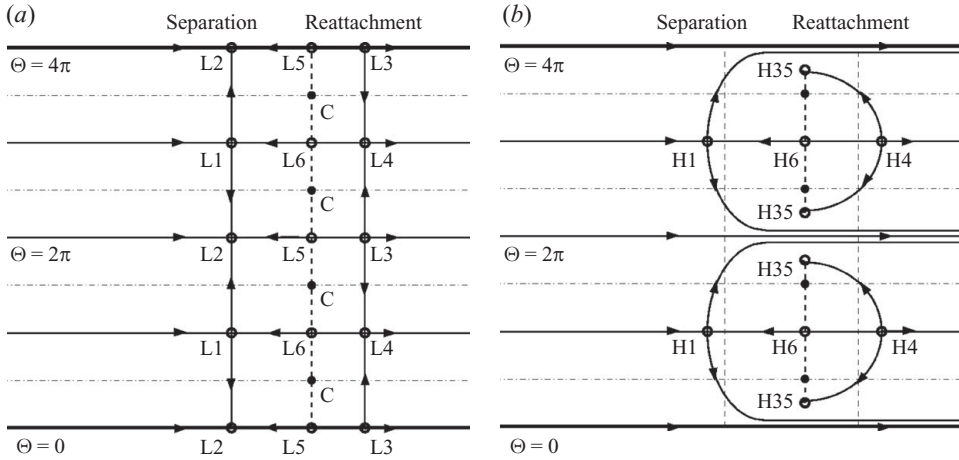 (a) Separation Reattachment
Θ = 4π L2 L5 L3
C
L1 L6 L4
C
Θ = 2π L2 L5 L3
C
L1 L6 L4
C
Θ = 0 L2 L5 L3
(b) Separation Reattachment
Θ = 4π H35
H1 H6 H4
H35
Θ = 2π H35
H1 H6 H4
H35
Θ = 0